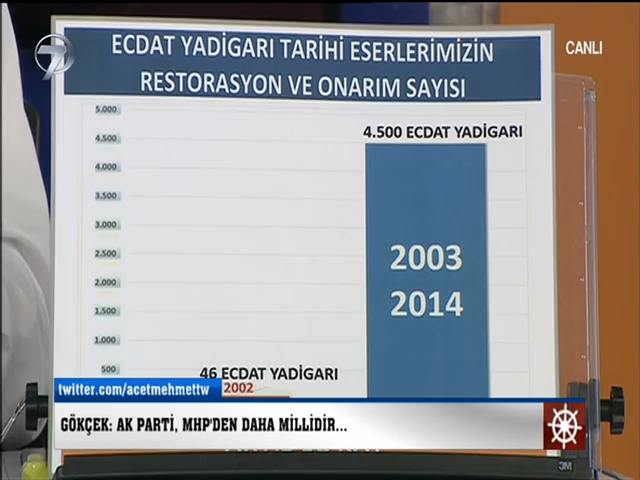 ECDAT YADİGARI TARİHİ ESERLERİMİZİN
RESTORASYON VE ONARIM SAYISI
7
CANLI
5.000
4.500
4.000
3.500
3.000
2.500
2.000
1.500
1.000
500
4.500 ECDAT YADİGARI
2003
2014
46 ECDAT YADİGARI
2002
twitter.com/acetmehmettw
GÖKÇEK: AK PARTİ, MHP'DEN DAHA MİLLİDİR...
3M